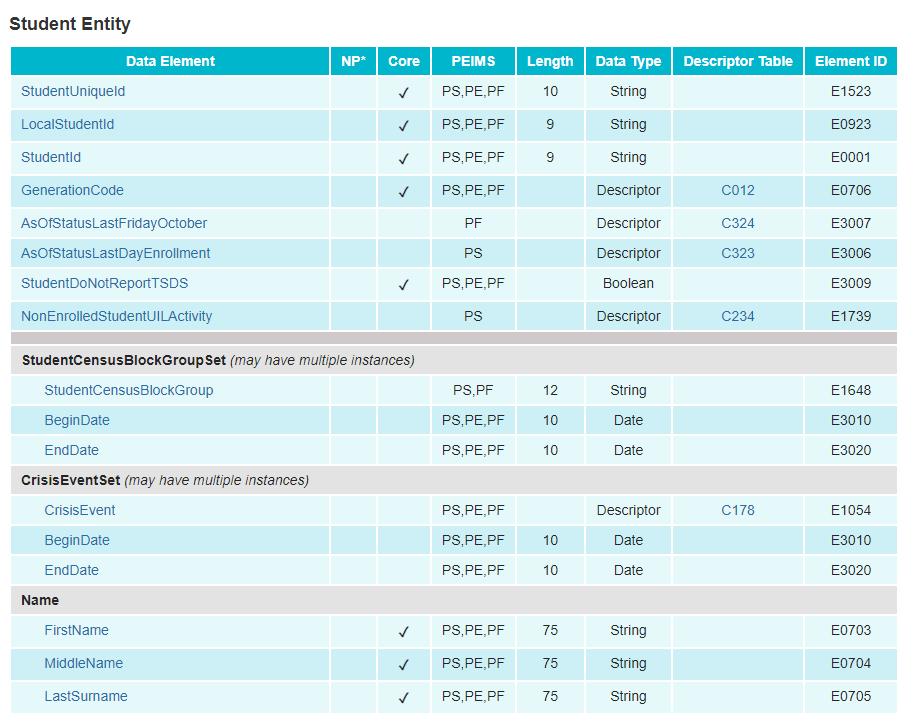 Student Entity
Data Element NP* Core PEIMS Length Data Type Descriptor Table Element ID
StudentUniqueId ✓ PS,PE,PF 10 String E1523
LocalStudentId ✓ PS,PE,PF 9 String E0923
StudentId ✓ PS,PE,PF 9 String E0001
GenerationCode ✓ PS,PE,PF Descriptor C012 E0706
AsOfStatusLastFridayOctober PF Descriptor C324 E3007
AsOfStatusLastDayEnrollment PS Descriptor C323 E3006
StudentDoNotReportTSDS ✓ PS,PE,PF Boolean E3009
NonEnrolledStudentUILActivity PS Descriptor C234 E1739
StudentCensusBlockGroupSet (may have multiple instances)
StudentCensusBlockGroup PS,PF 12 String E1648
BeginDate PS,PE,PF 10 Date E3010
EndDate PS,PE,PF 10 Date E3020
CrisisEventSet (may have multiple instances)
CrisisEvent PS,PE,PF Descriptor C178 E1054
BeginDate PS,PE,PF 10 Date E3010
EndDate PS,PE,PF 10 Date E3020
Name
FirstName ✓ PS,PE,PF 75 String E0703
MiddleName ✓ PS,PE,PF 75 String E0704
LastSurname ✓ PS,PE,PF 75 String E0705